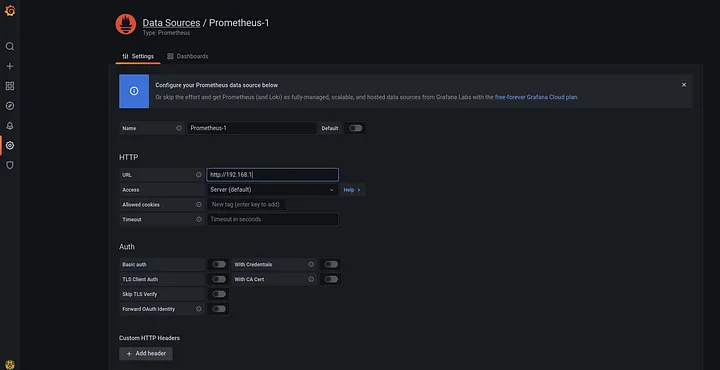 Data Sources / Prometheus-1
Type: Prometheus
Settings Dashboards
Configure your Prometheus data source below
Or skip the effort and get Prometheus (and Loki) as fully-managed, scalable, and hosted data sources from Grafana Labs with the free-forever Grafana Cloud plan.
Name Prometheus-1 Default
HTTP
URL http://192.168.1
Access Server (default) Help
Allowed cookies New tag (enter key to add)
Timeout Timeout in seconds
Auth
Basic auth With Credentials
TLS Client Auth With CA Cert
Skip TLS Verify
Forward OAuth Identity
Custom HTTP Headers
+ Add header